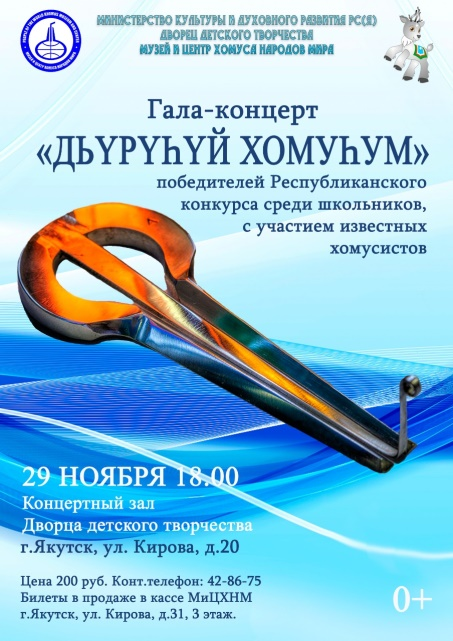 МИНИСТЕРСТВО КУЛЬТУРЫ И ДУХОВНОГО РАЗВИТИЯ РС(Я)
ДВОРЕЦ ДЕТСКОГО ТВОРЧЕСТВА
МУЗЕЙ И ЦЕНТР ХОМУСА НАРОДОВ МИРА
Гала-концерт
«ДЬҮРҮҺҮЙ ХОМУҺУМ»
победителей Республиканского
конкурса среди школьников,
с участием известных
хомусистов
29 НОЯБРЯ 18.00
Концертный зал
Дворца детского творчества
г.Якутск, ул. Кирова, д.20
Цена 200 руб. Конт.телефон: 42-86-75
Билеты в продаже в кассе МиЦХНМ
г.Якутск, ул. Кирова, д.31, 3 этаж.
0+